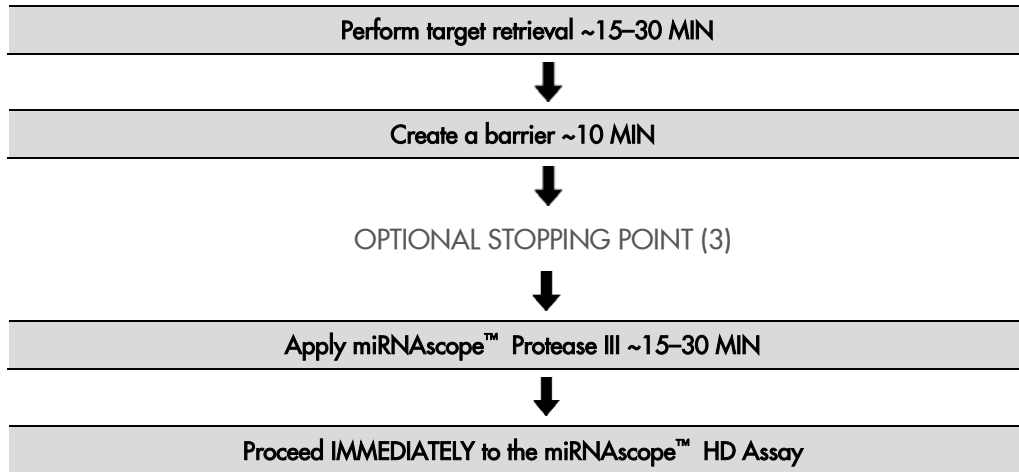 Perform target retrieval ~15–30 MIN
Create a barrier ~10 MIN
OPTIONAL STOPPING POINT (3)
Apply miRNAscope™ Protease III ~15–30 MIN
Proceed IMMEDIATELY to the miRNAscope™ HD Assay